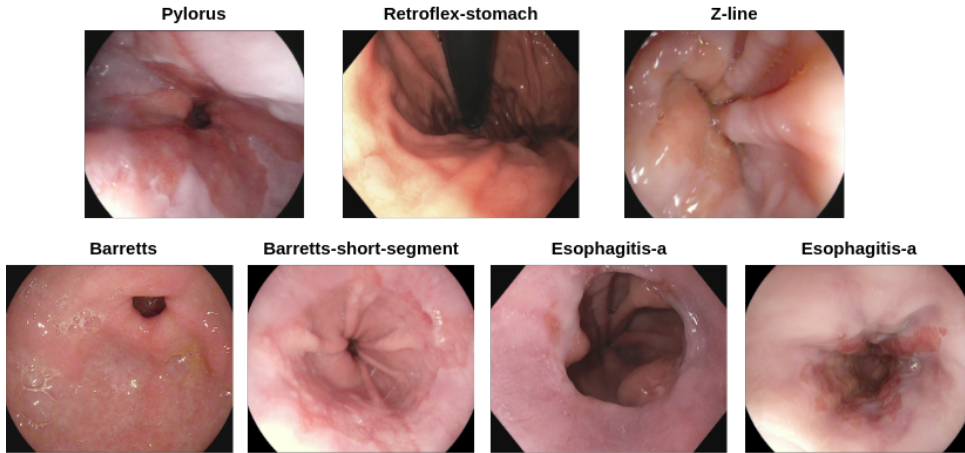 Pylorus
Retroflex-stomach
Z-line
Barretts
Barretts-short-segment
Esophagitis-a
Esophagitis-a